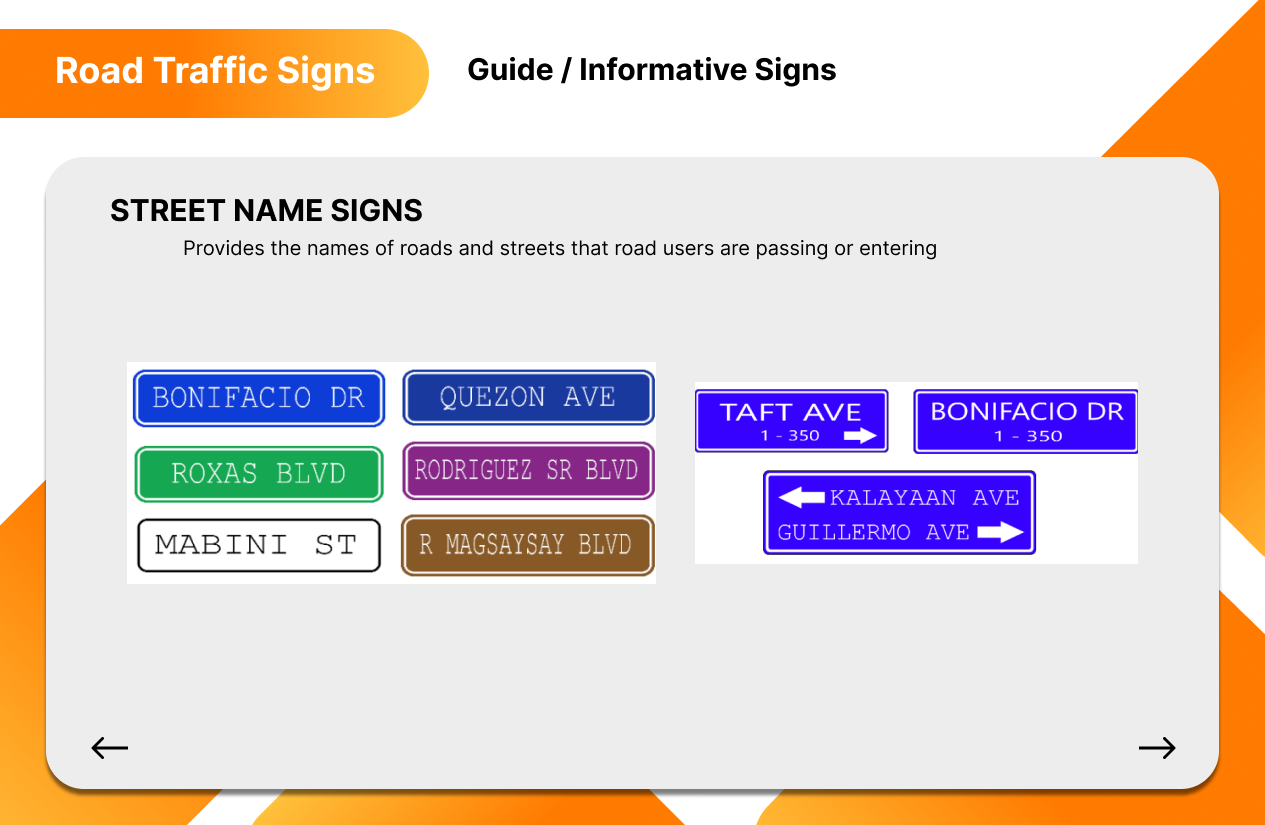 Road Traffic Signs
Guide / Informative Signs
STREET NAME SIGNS
Provides the names of roads and streets that road users are passing or entering
BONIFACIO DR
QUEZON AVE
ROXAS BLVD
RODRIGUEZ SR BLVD
MABINI ST
R MAGSAYSAY BLVD
TAFT AVE
1 - 350
BONIFACIO DR
1 - 350
KALAYAAN AVE
GUILLERMO AVE